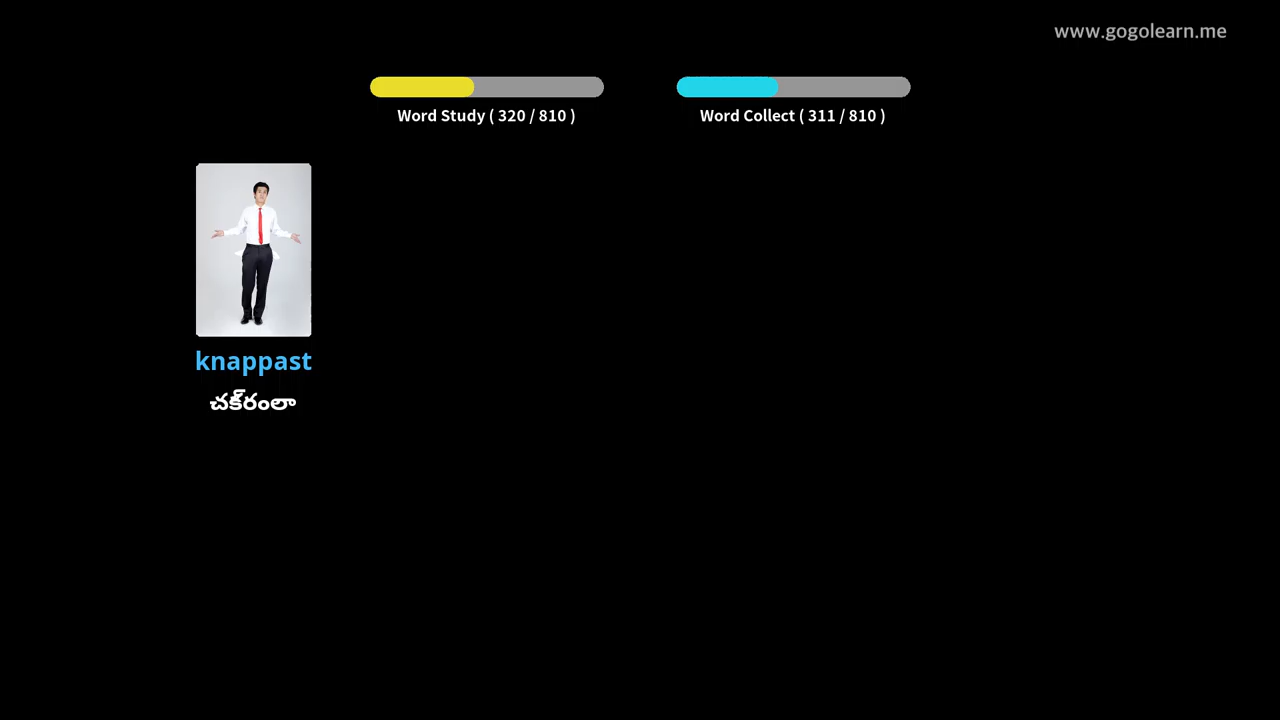 www.gogolearn.me
Word Study ( 320 / 810 )
Word Collect ( 311 / 810 )
knappast
చక్రంలా